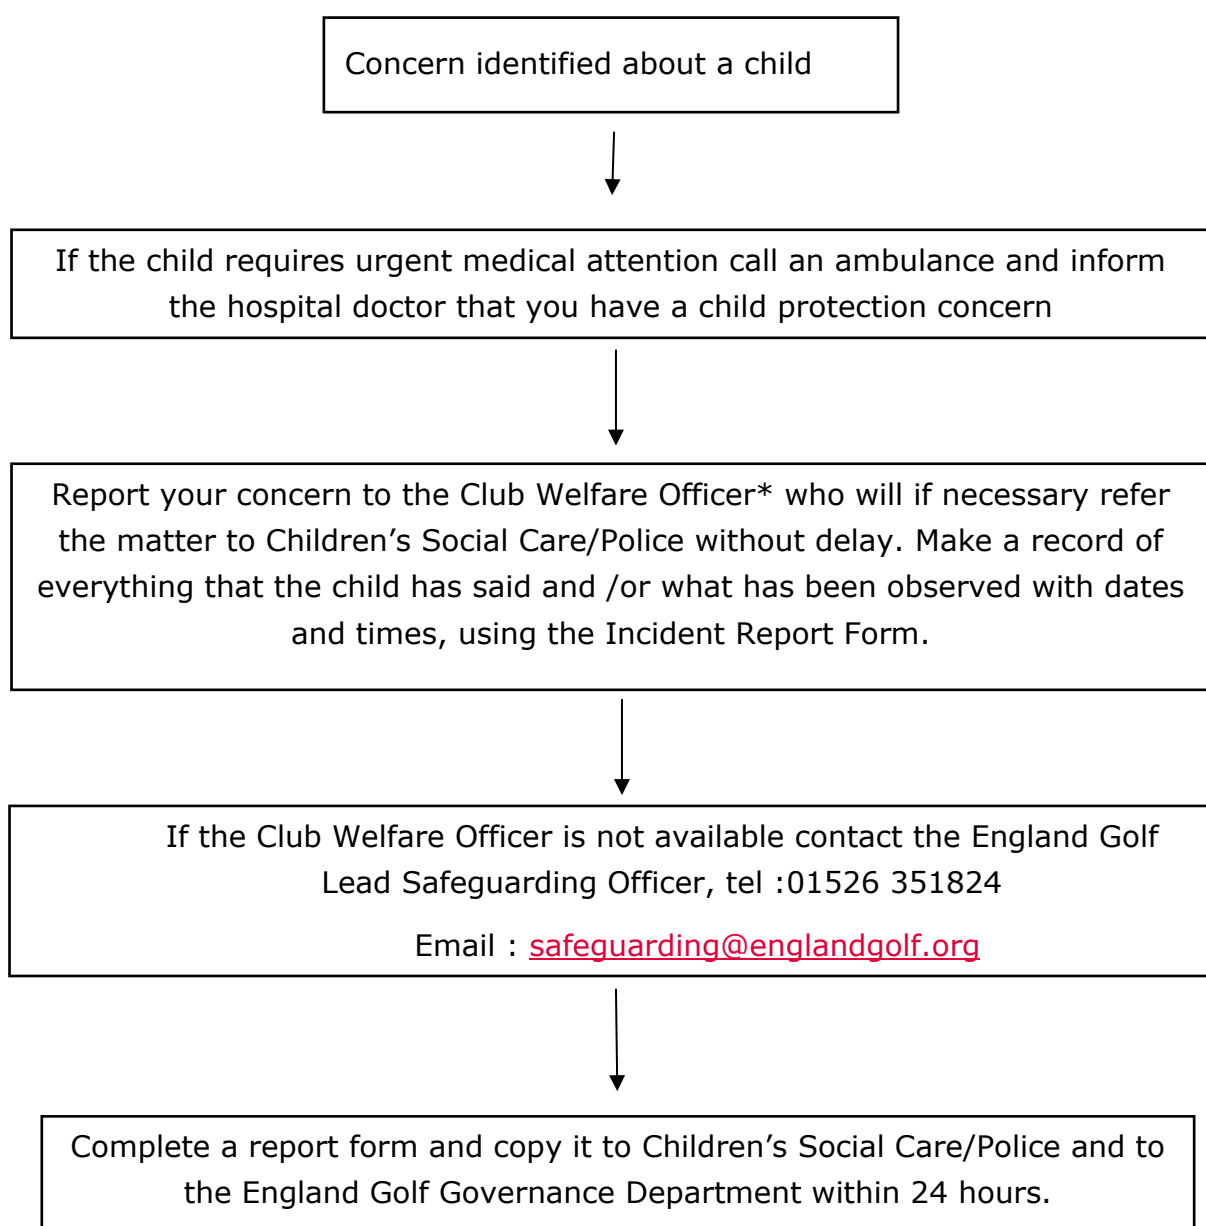 Concern identified about a child
If the child requires urgent medical attention call an ambulance and inform
the hospital doctor that you have a child protection concern
Report your concern to the Club Welfare Officer* who will if necessary refer
the matter to Children’s Social Care/Police without delay. Make a record of
everything that the child has said and /or what has been observed with dates
and times, using the Incident Report Form.
If the Club Welfare Officer is not available contact the England Golf
Lead Safeguarding Officer, tel :01526 351824
Email : safeguarding@englandgolf.org
Complete a report form and copy it to Children’s Social Care/Police and to
the England Golf Governance Department within 24 hours.